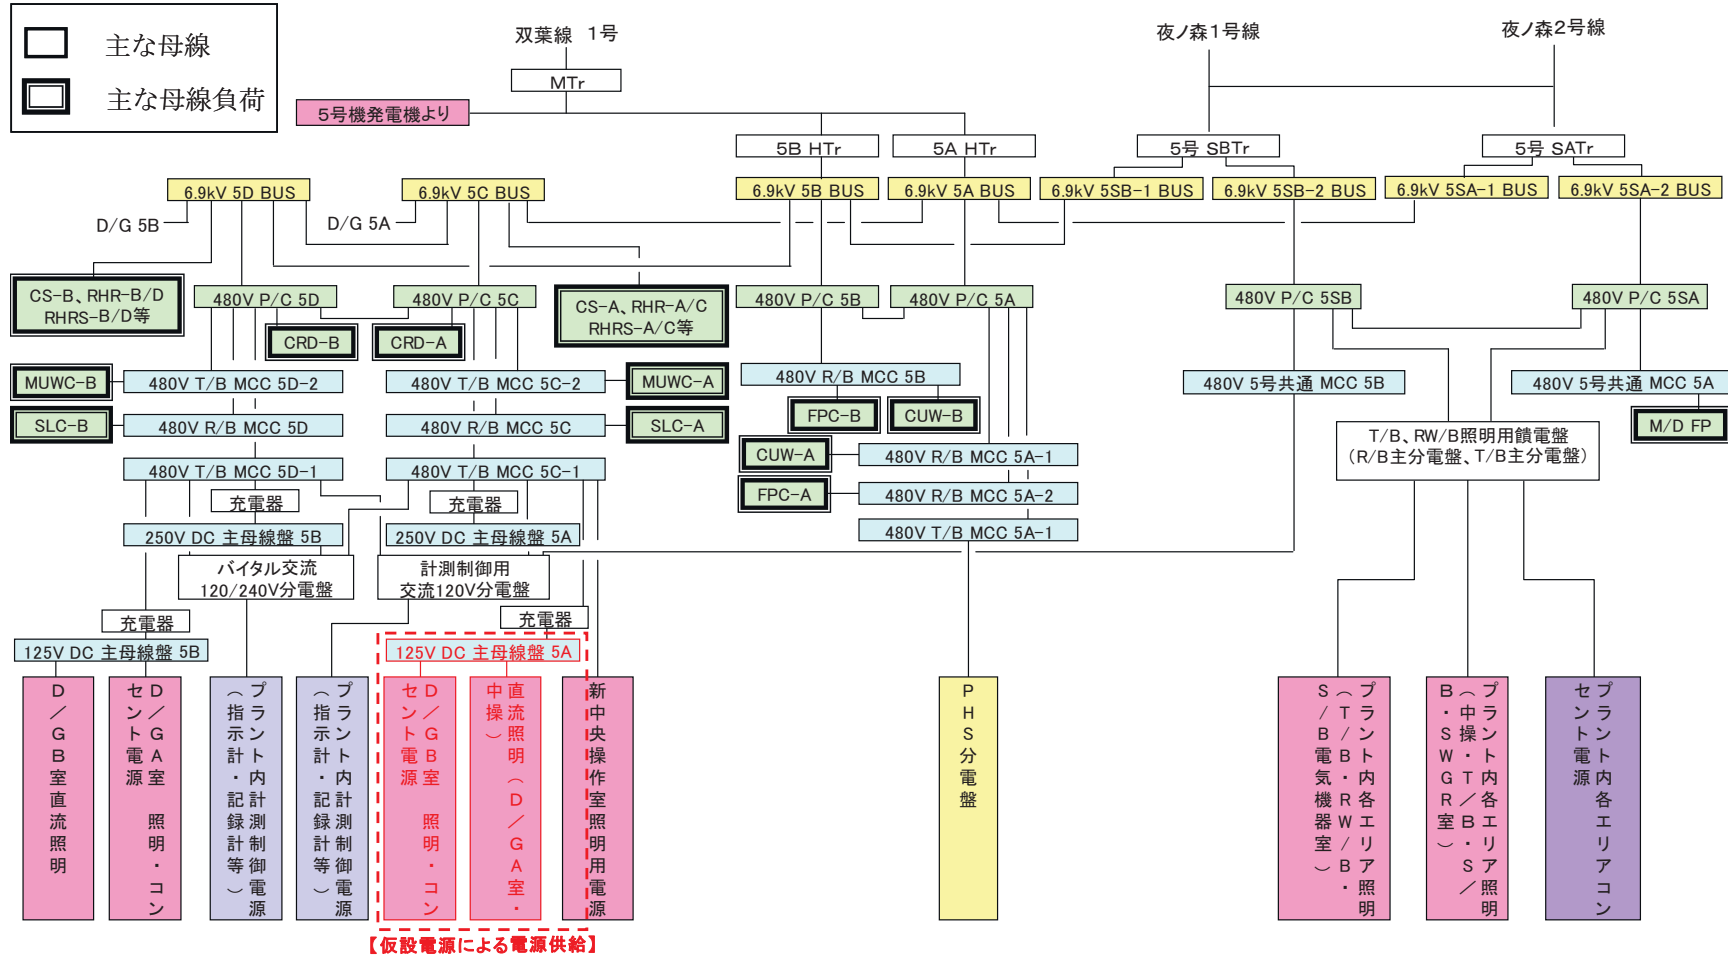 主な母線
主な母線負荷
双葉線 1号
夜ノ森1号線
夜ノ森2号線
MTr
5号機発電機より
5B HTr
5A HTr
5号 SBTr
5号 SATr
6.9kV 5D BUS
6.9kV 5C BUS
6.9kV 5B BUS
6.9kV 5A BUS
6.9kV 5SB-1 BUS
6.9kV 5SB-2 BUS
6.9kV 5SA-1 BUS
6.9kV 5SA-2 BUS
D/G 5B
D/G 5A
CS-B、RHR-B/D
RHRS-B/D等
480V P/C 5D
480V P/C 5C
CS-A、RHR-A/C
RHRS-A/C等
480V P/C 5B
480V P/C 5A
480V P/C 5SB
480V P/C 5SA
CRD-B
CRD-A
MUWC-B
480V T/B MCC 5D-2
480V T/B MCC 5C-2
MUWC-A
480V R/B MCC 5B
480V 5号共通 MCC 5B
480V 5号共通 MCC 5A
SLC-B
480V R/B MCC 5D
480V R/B MCC 5C
SLC-A
FPC-B
CUW-B
M/D FP
T/B、RW/B照明用饋電盤
（R/B主分電盤、T/B主分電盤）
480V T/B MCC 5D-1
480V T/B MCC 5C-1
CUW-A
480V R/B MCC 5A-1
充電器
充電器
FPC-A
480V R/B MCC 5A-2
250V DC 主母線盤 5B
250V DC 主母線盤 5A
480V T/B MCC 5A-1
バイタル交流
120/240V分電盤
計測制御用
交流120V分電盤
充電器
充電器
125V DC 主母線盤 5B
125V DC 主母線盤 5A
D/GB室直流照明
D/GA室 照明・コン
セント電源
プラント内計測制御電源
（指示計・記録計等）
プラント内計測制御電源
（指示計・記録計等）
D/GB室 照明・コン
セント電源
直流照明（D/GA室・
中操）
新中央操作室照明用電源
PHS分電盤
プラント内各エリア照明
（T/B・RW/B・
S/B電気機器室）
プラント内各エリア照明
（中操・T/B・S/
B・SWGR室）
プラント内各エリアコン
セント電源
【仮設電源による電源供給】